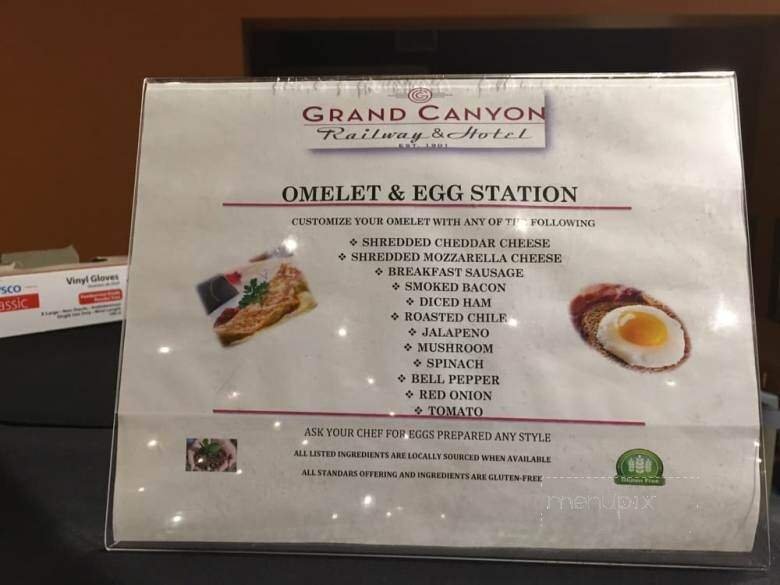 GRAND CANYON
Railway & Hotel
EST. 1901
OMELET & EGG STATION
CUSTOMIZE YOUR OMELET WITH ANY OF THE FOLLOWING
❖ SHREDDED CHEDDAR CHEESE
❖ SHREDDED MOZZARELLA CHEESE
❖ BREAKFAST SAUSAGE
❖ SMOKED BACON
❖ DICED HAM
❖ ROASTED CHILE
❖ JALAPENO
❖ MUSHROOM
❖ SPINACH
❖ BELL PEPPER
❖ RED ONION
❖ TOMATO
ASK YOUR CHEF FOR EGGS PREPARED ANY STYLE
ALL LISTED INGREDIENTS ARE LOCALLY SOURCED WHEN AVAILABLE
ALL STANDARS OFFERING AND INGREDIENTS ARE GLUTEN-FREE
Gluten Free
menupix
Vinyl Gloves
SCO
assic